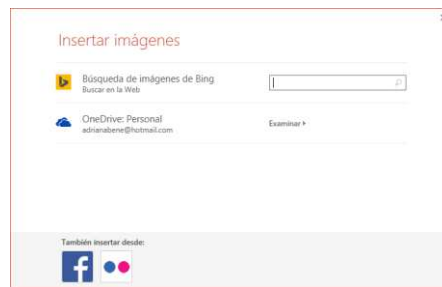 Insertar imágenes
Búsqueda de imágenes de Bing
Buscar en la Web
OneDrive: Personal
adrianabene@hotmail.com
Examinar
También insertar desde: